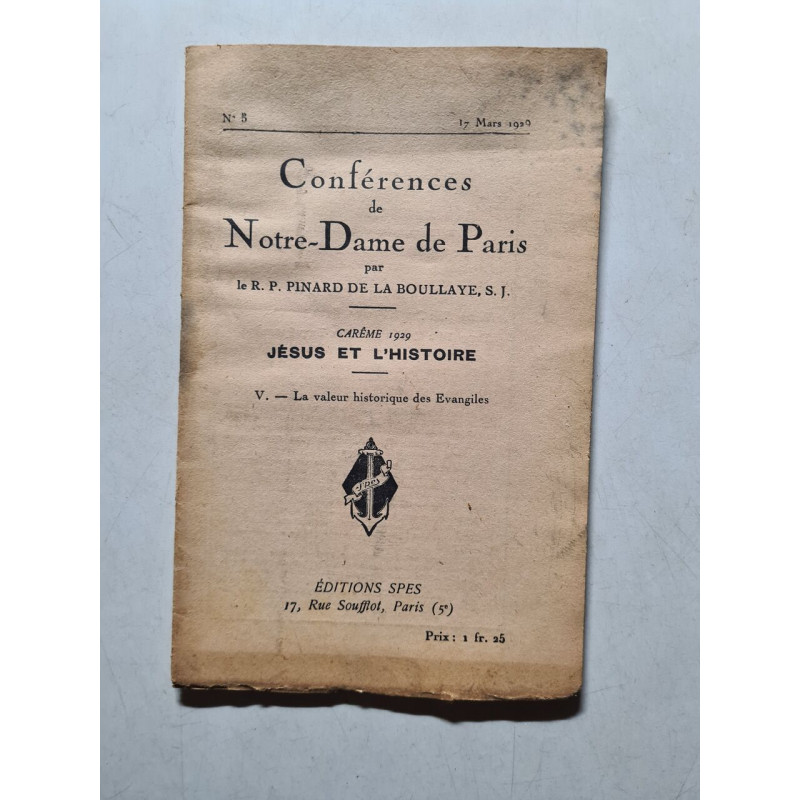 N° 5
17 Mars 1929
Conférences
de
Notre-Dame de Paris
par
le R. P. PINARD DE LA BOULLAYE, S. J.
CARÊME 1929
JÉSUS ET L'HISTOIRE
V. — La valeur historique des Evangiles
Spes
ÉDITIONS SPES
17, Rue Soufflot, Paris (5e)
Prix : 1 fr. 25